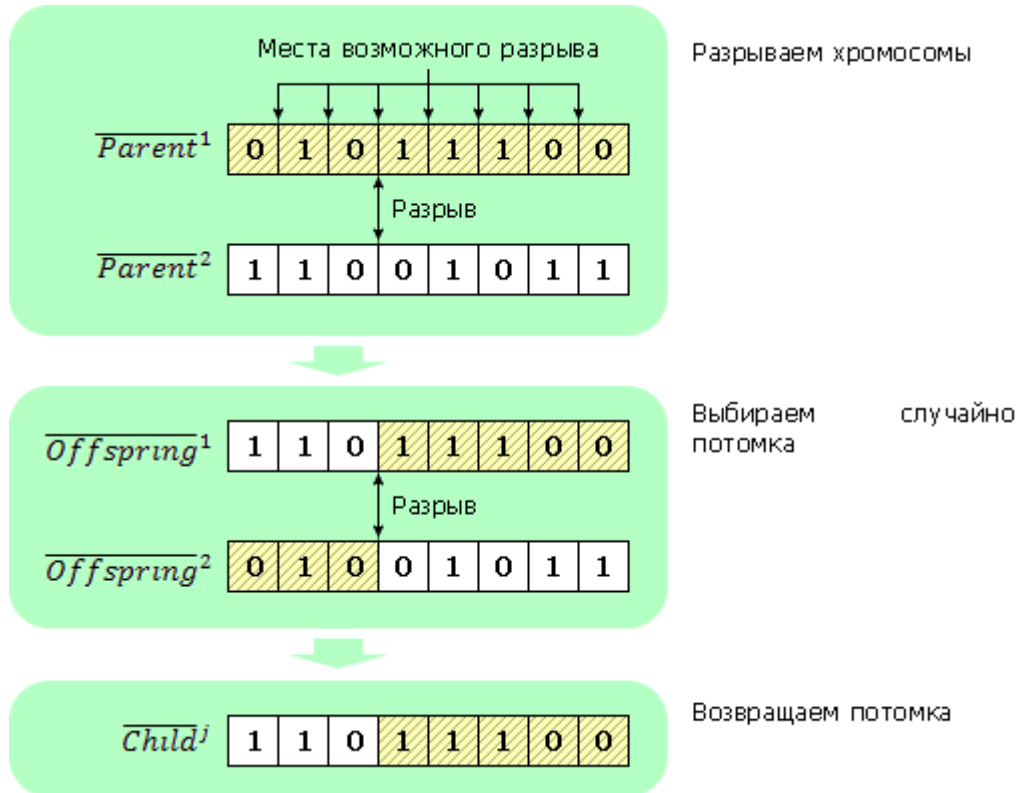 Места возможного разрыва
Разрываем хромосомы
Parent¹ 0 1 0 1 1 1 0 0
Разрыв
Parent² 1 1 0 0 1 0 1 1
Выбираем случайно
потомка
Offspring¹ 1 1 0 1 1 1 0 0
Разрыв
Offspring² 0 1 0 0 1 0 1 1
Возвращаем потомка
Childʲ 1 1 0 1 1 1 0 0